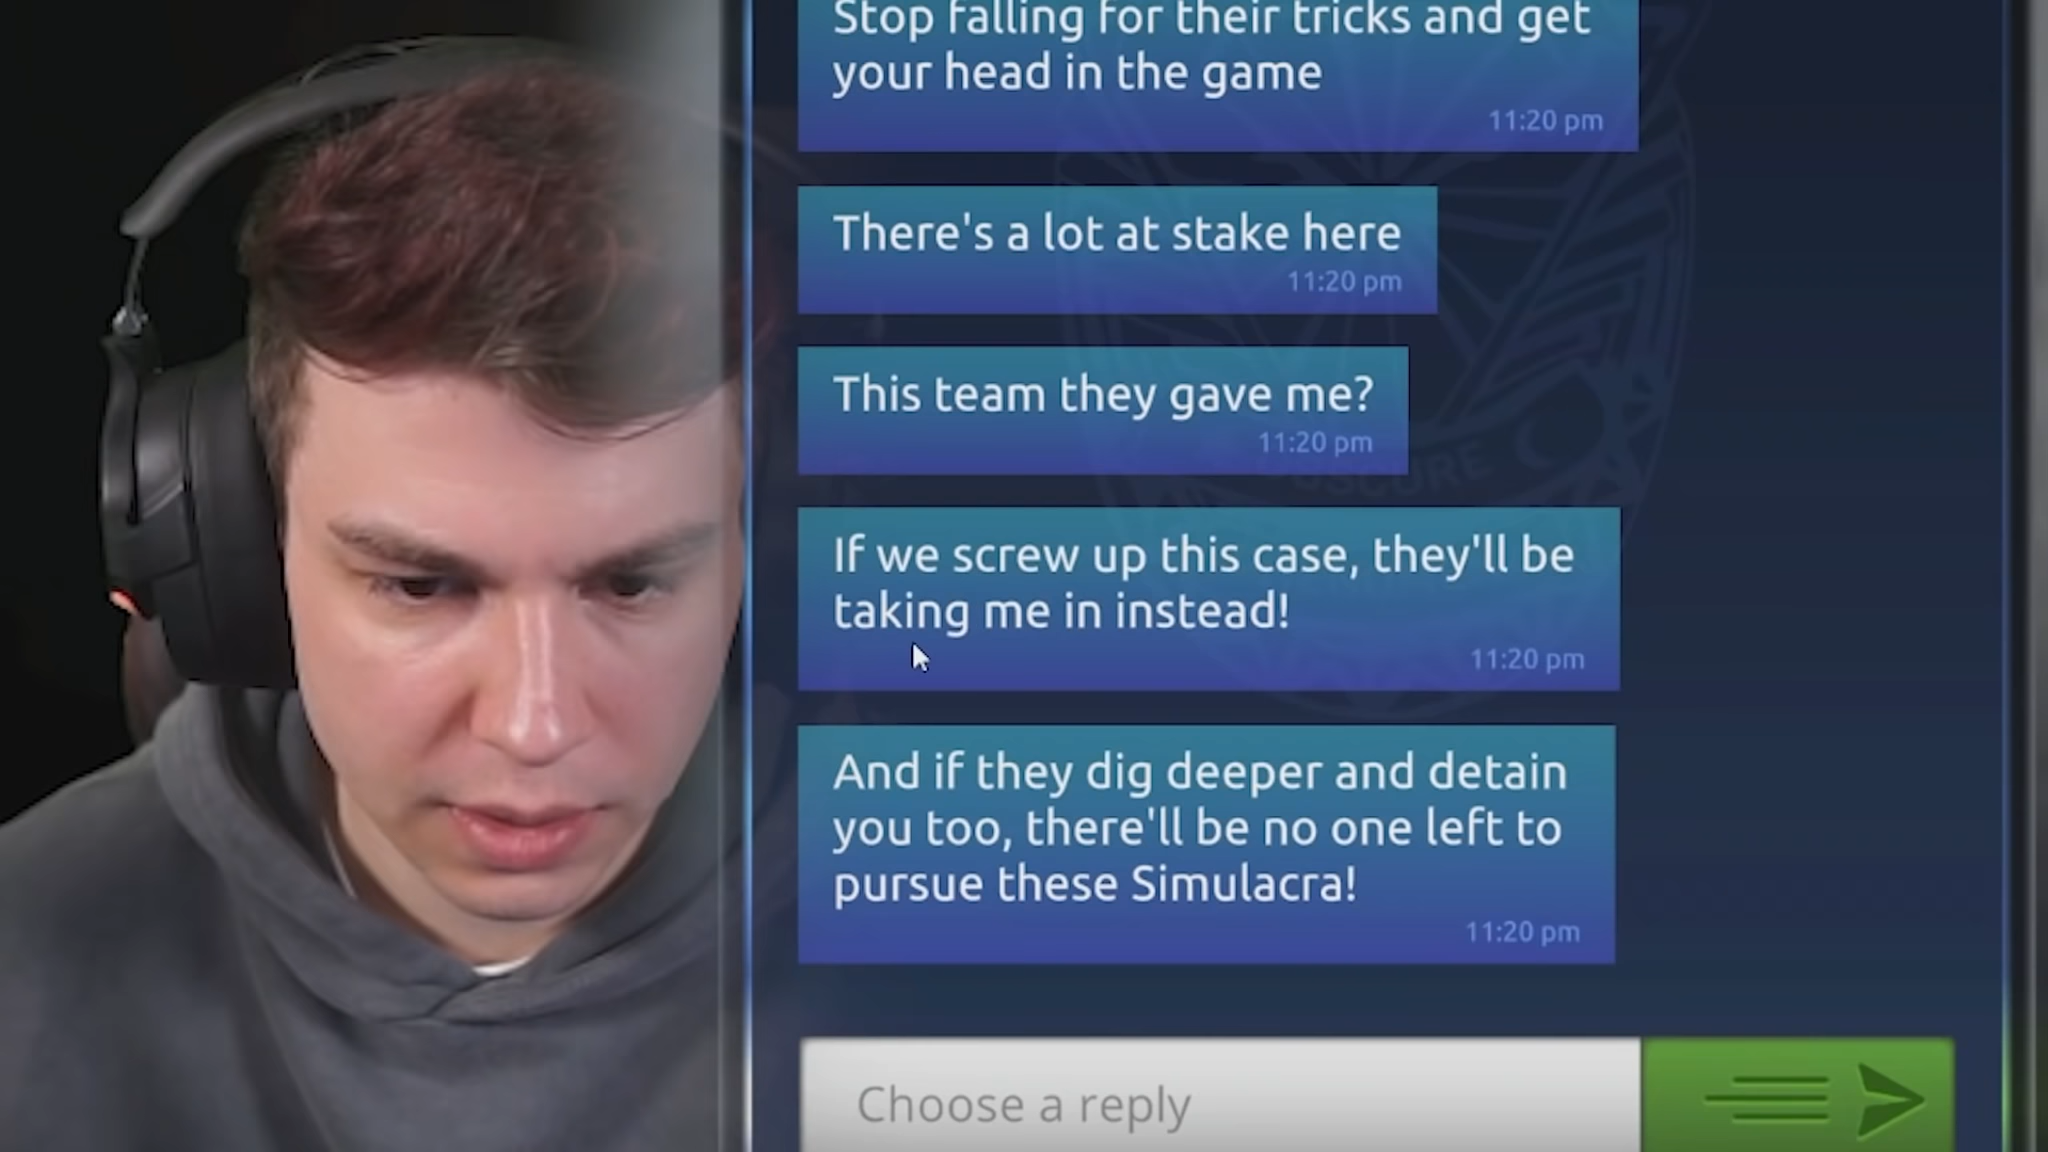 Stop falling for their tricks and get
your head in the game
11:20 pm
There's a lot at stake here
11:20 pm
This team they gave me?
11:20 pm
If we screw up this case, they'll be
taking me in instead!
11:20 pm
And if they dig deeper and detain
you too, there'll be no one left to
pursue these Simulacra!
11:20 pm
Choose a reply